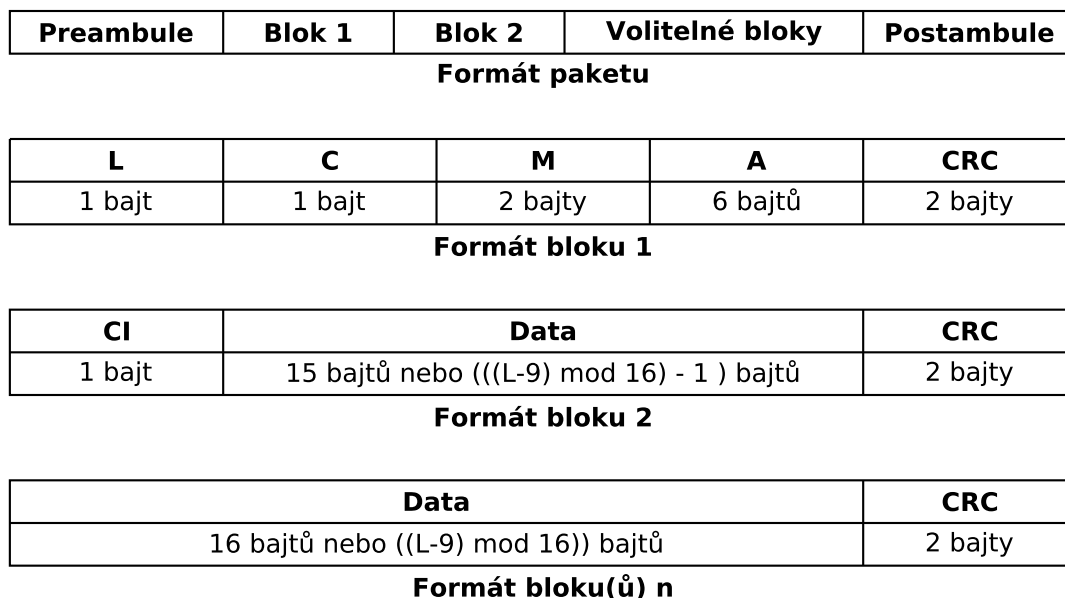 Preambule Blok 1 Blok 2 Volitelné bloky Postambule
Formát paketu
L C M A CRC
1 bajt 1 bajt 2 bajty 6 bajtů 2 bajty
Formát bloku 1
CI Data CRC
1 bajt 15 bajtů nebo (((L-9) mod 16) - 1 ) bajtů 2 bajty
Formát bloku 2
Data CRC
16 bajtů nebo ((L-9) mod 16)) bajtů 2 bajty
Formát bloku(ů) n